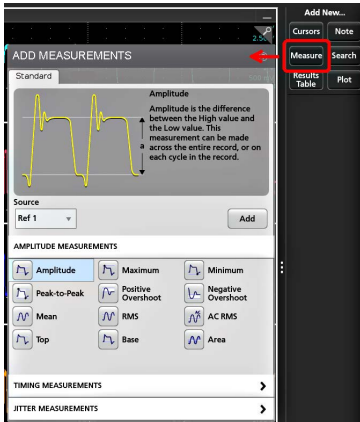 Add New...
Cursors
Note
Measure
Search
Results
Table
Plot
ADD MEASUREMENTS
Standard
Amplitude
Amplitude is the difference
between the High value and
the Low value. This
measurement can be made
a
across the entire record, or on
each cycle in the record.
Source
Ref 1
Add
AMPLITUDE MEASUREMENTS
Amplitude
Maximum
Minimum
Peak-to-Peak
Positive
Overshoot
Negative
Overshoot
Mean
RMS
AC RMS
Top
Base
Area
TIMING MEASUREMENTS
JITTER MEASUREMENTS